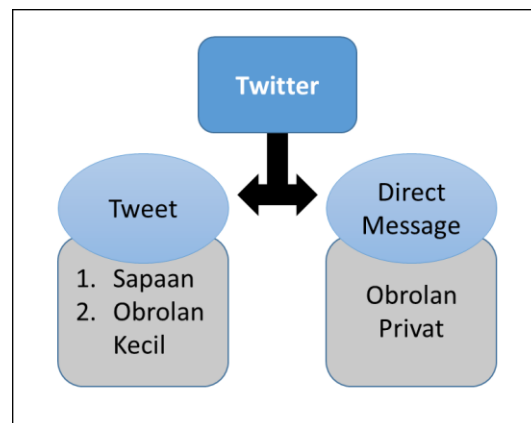 Twitter
Tweet
1. Sapaan
2. Obrolan
Kecil
Direct
Message
Obrolan
Privat